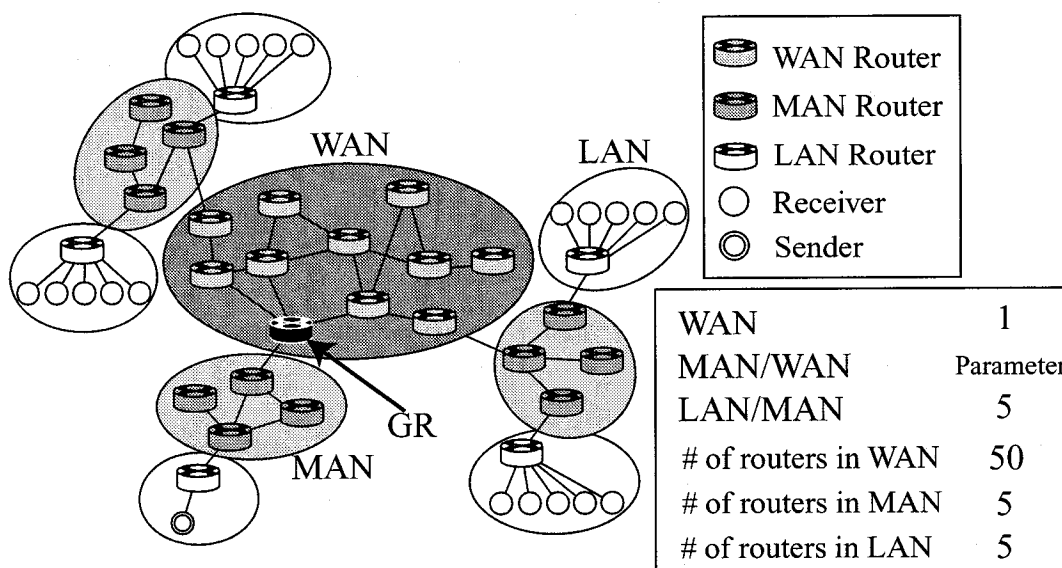 WAN
LAN
GR
MAN
WAN Router
MAN Router
LAN Router
Receiver
Sender
WAN 1
MAN/WAN Parameter
LAN/MAN 5
# of routers in WAN 50
# of routers in MAN 5
# of routers in LAN 5